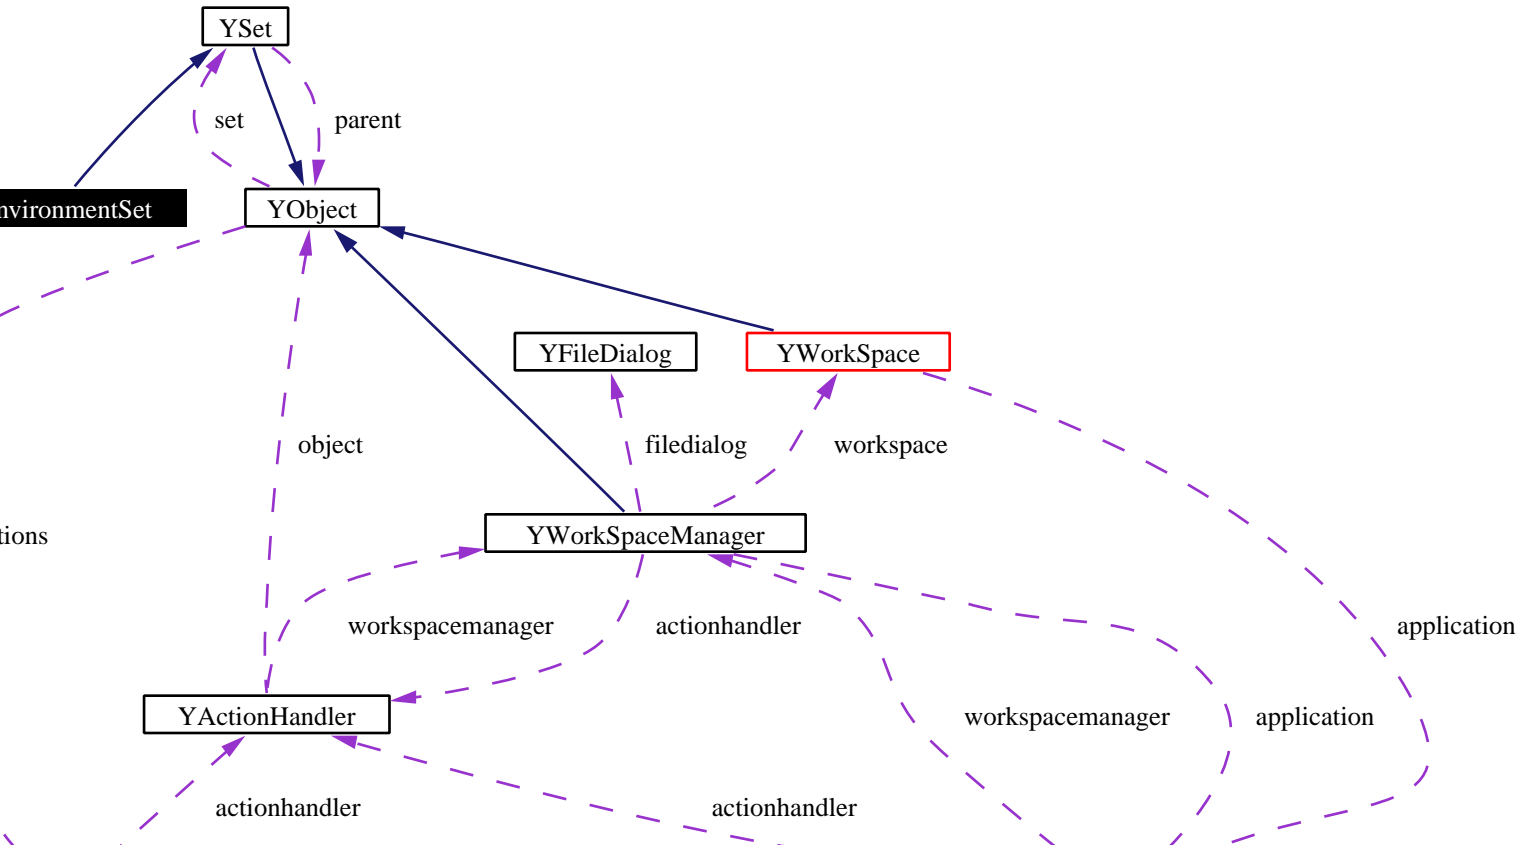 YSet
set
parent
nvironmentSet
YObject
YFileDialog
YWorkSpace
object
filedialog
workspace
tions
YWorkSpaceManager
workspacemanager
actionhandler
application
YActionHandler
workspacemanager
application
actionhandler
actionhandler